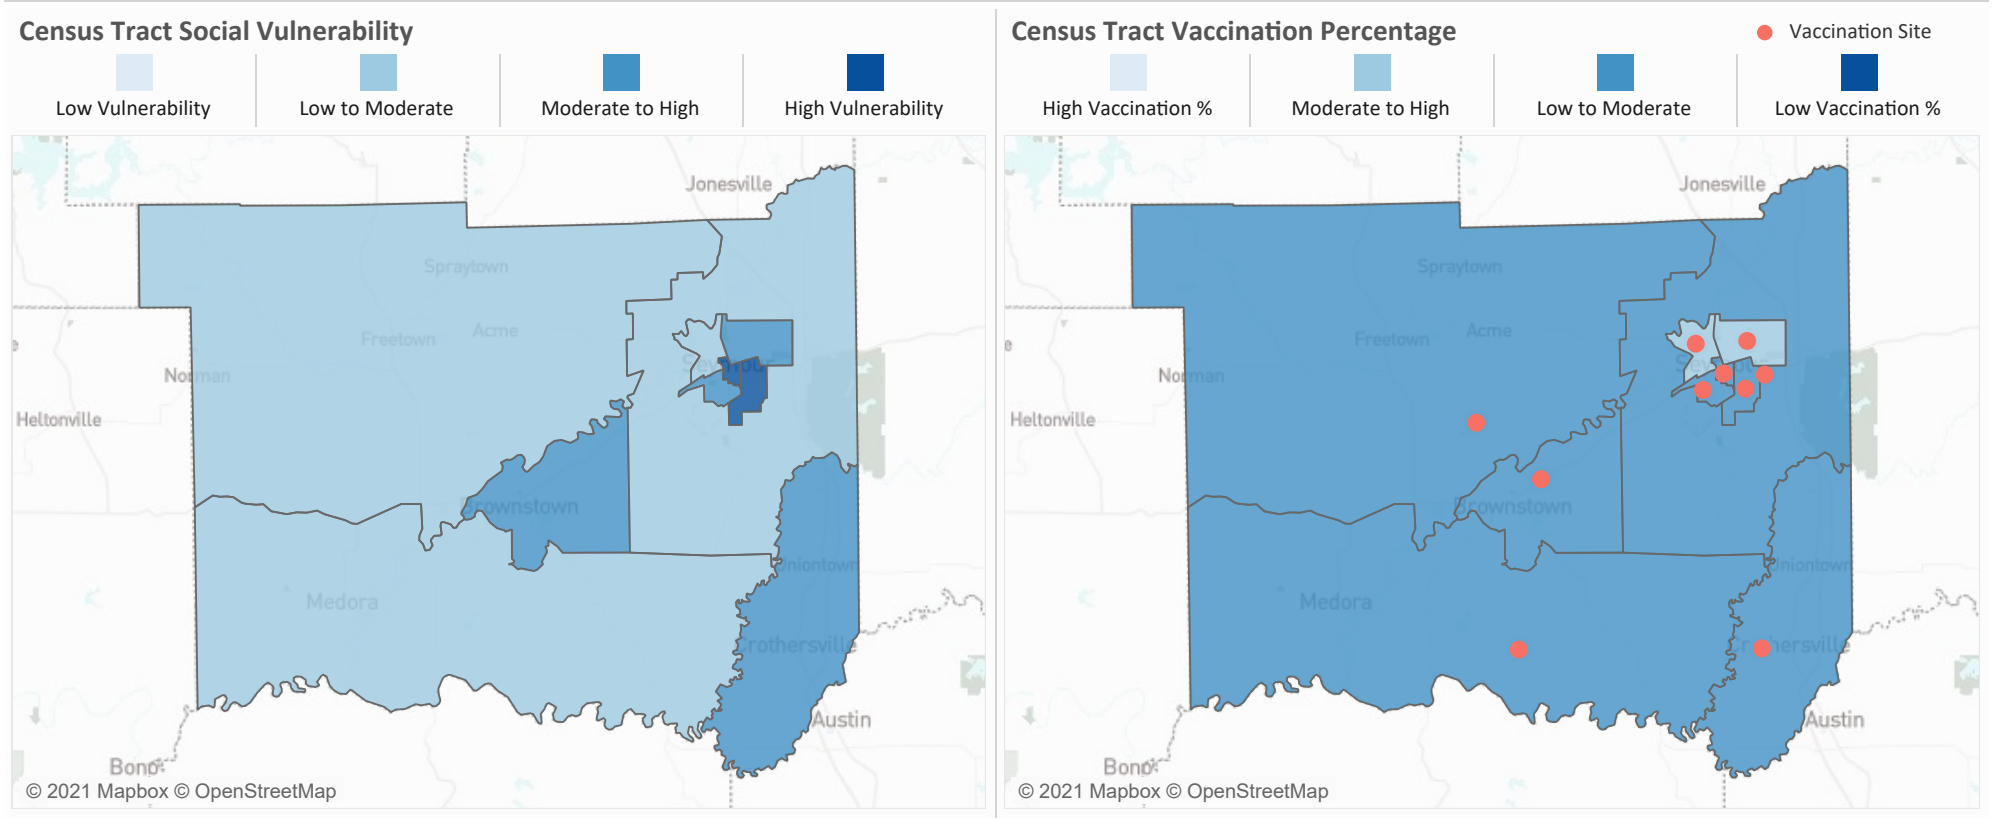 Census Tract Social Vulnerability
Low Vulnerability
Low to Moderate
Moderate to High
High Vulnerability
Jonesville
Spraytown
Freetown
Acme
Seymour
Norman
Heltonville
Brownstown
Uniontown
Medora
Crothersville
Austin
Bono
© 2021 Mapbox © OpenStreetMap
Census Tract Vaccination Percentage
Vaccination Site
High Vaccination %
Moderate to High
Low to Moderate
Low Vaccination %
Jonesville
Spraytown
Freetown
Acme
Norman
Heltonville
Brownstown
Uniontown
Medora
Crothersville
Austin
Bono
© 2021 Mapbox © OpenStreetMap